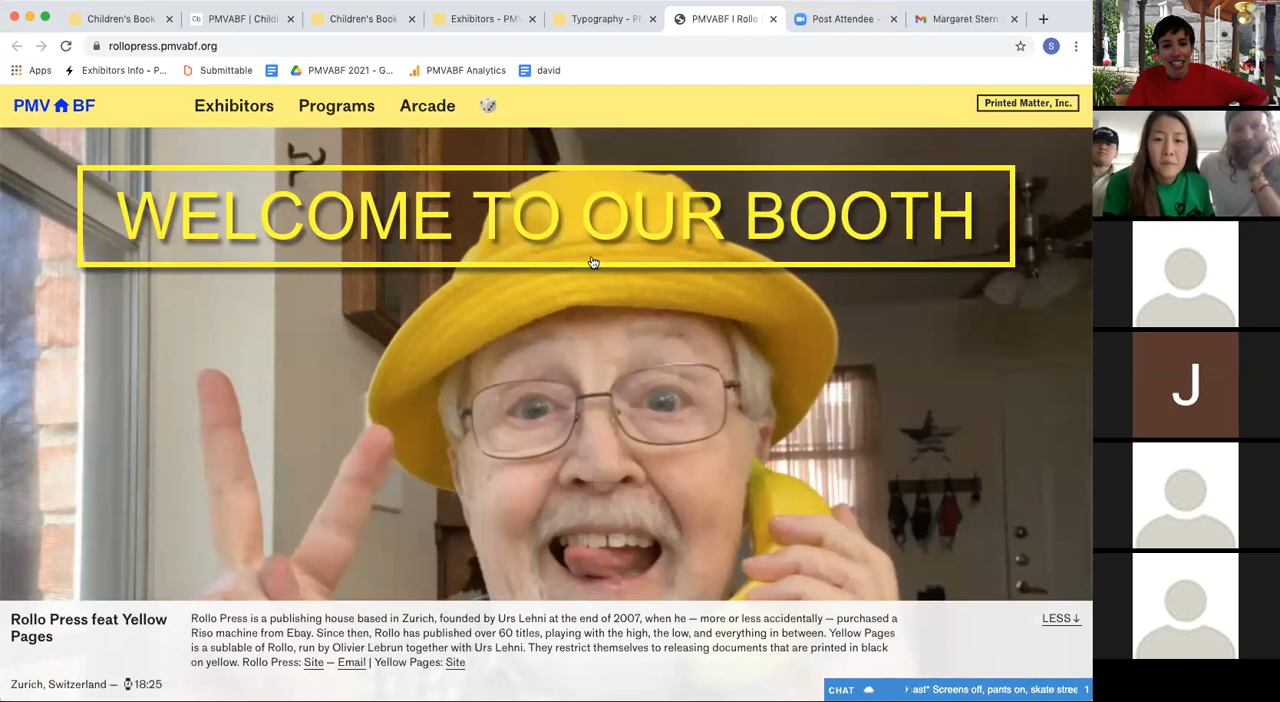 Children's Book
PMVABF | Child
Children's Book
Exhibitors - PM
Typography - P
PMVABF | Rollo
Post Attendee -
Margaret Stern
rollopress.pmvabf.org
S
Apps
Exhibitors Info - P...
Submittable
PMVABF 2021 - G...
PMVABF Analytics
david
PMV BF
Exhibitors
Programs
Arcade
Printed Matter, Inc.
WELCOME TO OUR BOOTH
J
Rollo Press feat Yellow
Pages
Rollo Press is a publishing house based in Zurich, founded by Urs Lehni at the end of 2007, when he — more or less accidentally — purchased a
Riso machine from Ebay. Since then, Rollo has published over 60 titles, playing with the high, the low, and everything in between. Yellow Pages
is a sublable of Rollo, run by Olivier Lebrun together with Urs Lehni. They restrict themselves to releasing documents that are printed in black
on yellow. Rollo Press: Site — Email | Yellow Pages: Site
LESS↓
Zurich, Switzerland — 18:25
CHAT
ast* Screens off, pants on, skate stree
1